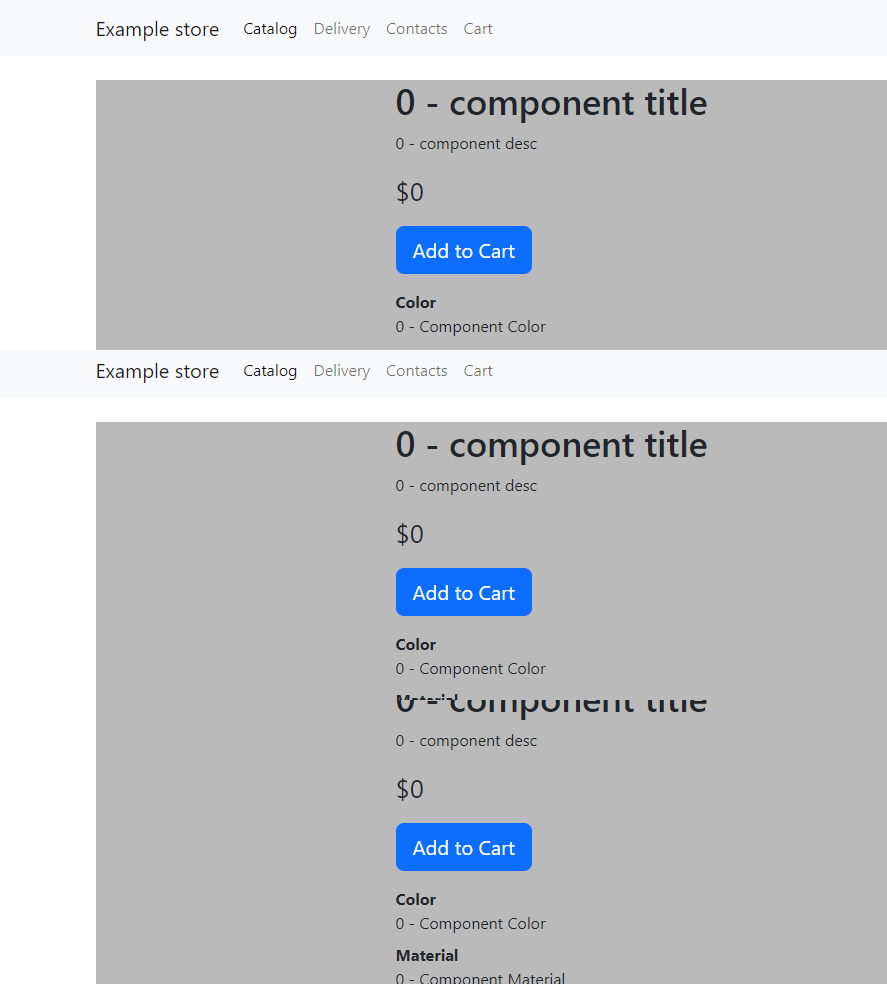 Example store Catalog Delivery Contacts Cart
0 - component title
0 - component desc
$0
Add to Cart
Color
0 - Component Color
Example store Catalog Delivery Contacts Cart
0 - component title
0 - component desc
$0
Add to Cart
Color
0 - Component Color
Material
0 - component title
0 - component desc
$0
Add to Cart
Color
0 - Component Color
Material
0 - Component Material